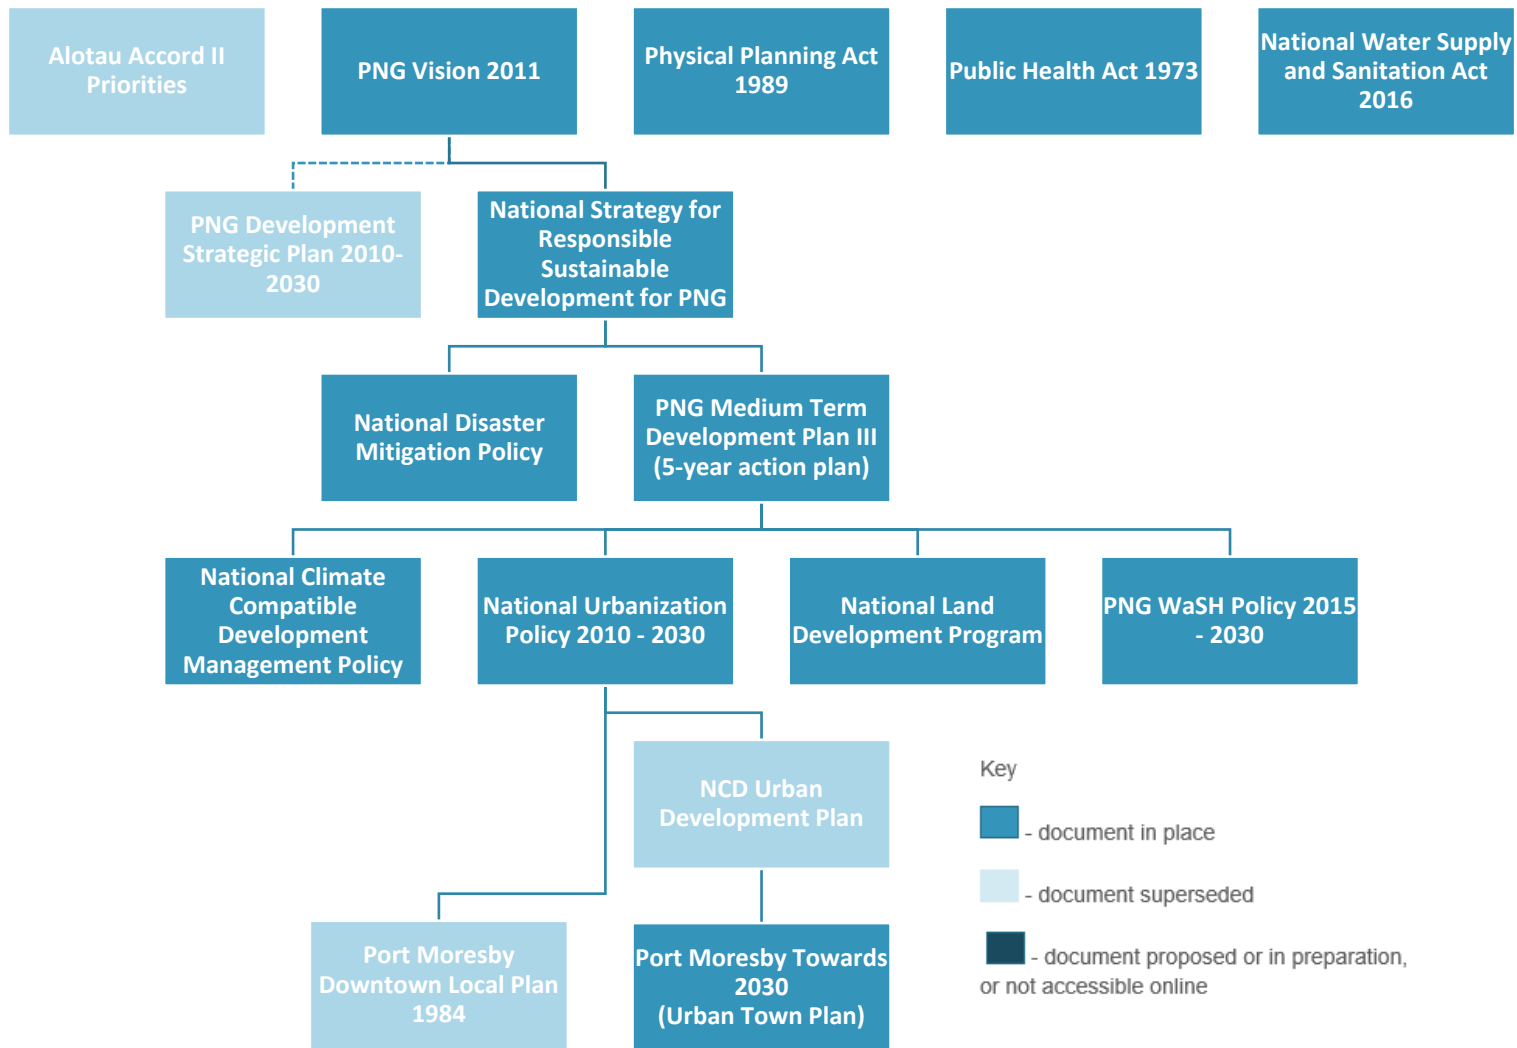 Alotau Accord II
Priorities
PNG Vision 2011
Physical Planning Act
1989
Public Health Act 1973
National Water Supply
and Sanitation Act
2016
PNG Development
Strategic Plan 2010-
2030
National Strategy for
Responsible
Sustainable
Development for PNG
National Disaster
Mitigation Policy
PNG Medium Term
Development Plan III
(5-year action plan)
National Climate
Compatible
Development
Management Policy
National Urbanization
Policy 2010 - 2030
National Land
Development Program
PNG WaSH Policy 2015
- 2030
NCD Urban
Development Plan
Port Moresby
Downtown Local Plan
1984
Port Moresby Towards
2030
(Urban Town Plan)
Key
- document in place
- document superseded
- document proposed or in preparation,
or not accessible online